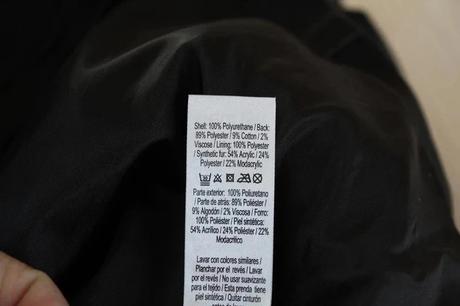 Shell: 100% Polyurethane / Back:
89% Polyester / 9% Cotton / 2%
Viscose / Lining: 100% Polyester
/ Synthetic fur: 54% Acrylic / 24%
Polyester / 22% Modacrylic
Parte exterior: 100% Poliuretano
/ Parte de atrás: 89% Poliéster /
9% Algodón / 2% Viscosa / Forro:
100% Poliéster / Piel sintética:
54% Acrílico / 24% Poliéster / 22%
Modacrílico
Lavar con colores similares /
Planchar por el revés / Lavar
por el revés / No usar suavizante
para el tejido / Esta prenda tiene
piel sintética / Quitar cinturón